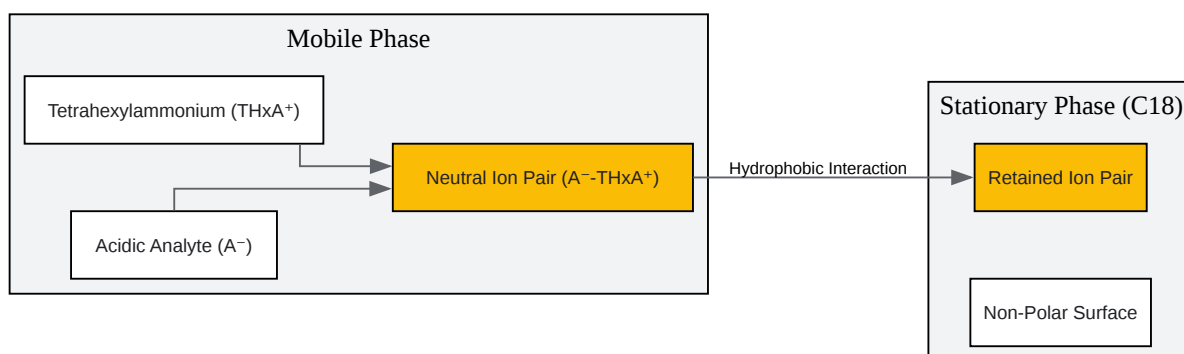 Mobile Phase
Tetrahexylammonium (THxA⁺)
Acidic Analyte (A⁻)
Neutral Ion Pair (A⁻-THxA⁺)
Hydrophobic Interaction
Stationary Phase (C18)
Retained Ion Pair
Non-Polar Surface